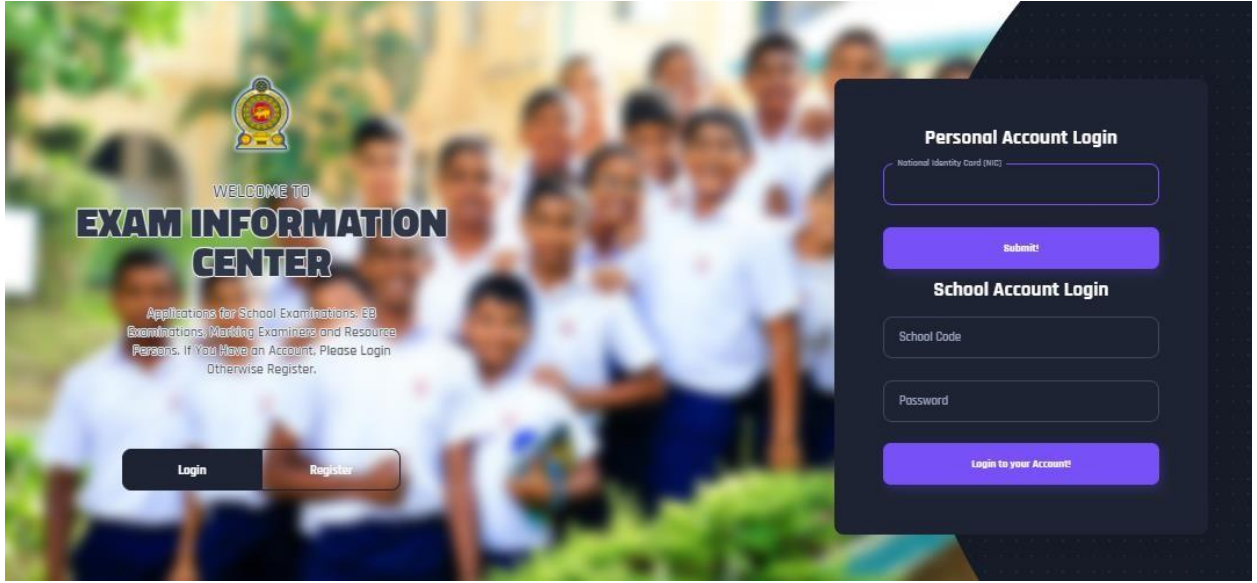 WELCOME TO
EXAM INFORMATION
CENTER
Applications for School Examinations. EB
Examinations, Marking Examiners and Resource
Persons. If You Have an Account, Please Login
Otherwise Register.
Login
Register
Personal Account Login
National Identity Card (NIC)
Submit!
School Account Login
School Code
Password
Login to your Account!